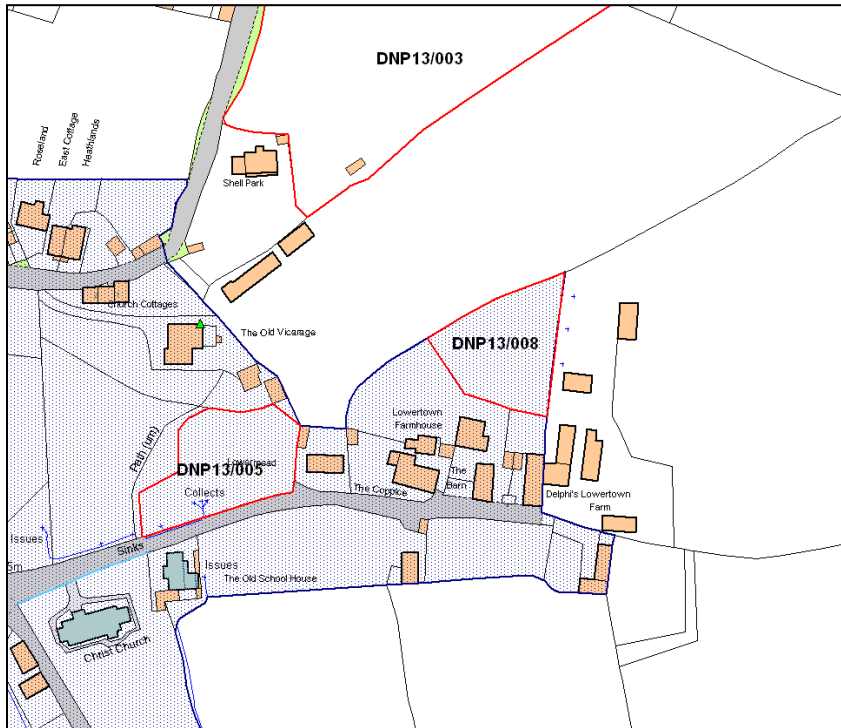 DNP13/003
Roseland
East Cottage
Heathlands
Shell Park
Church Cottages
The Old Vicarage
DNP13/008
Lowertown
Farmhouse
Path (um)
Lowermead
DNP13/005
Collects
The Coppice
The
Barn
Delphi's Lowertown
Farm
Issues
Sinks
5m
Issues
The Old School House
Christ Church